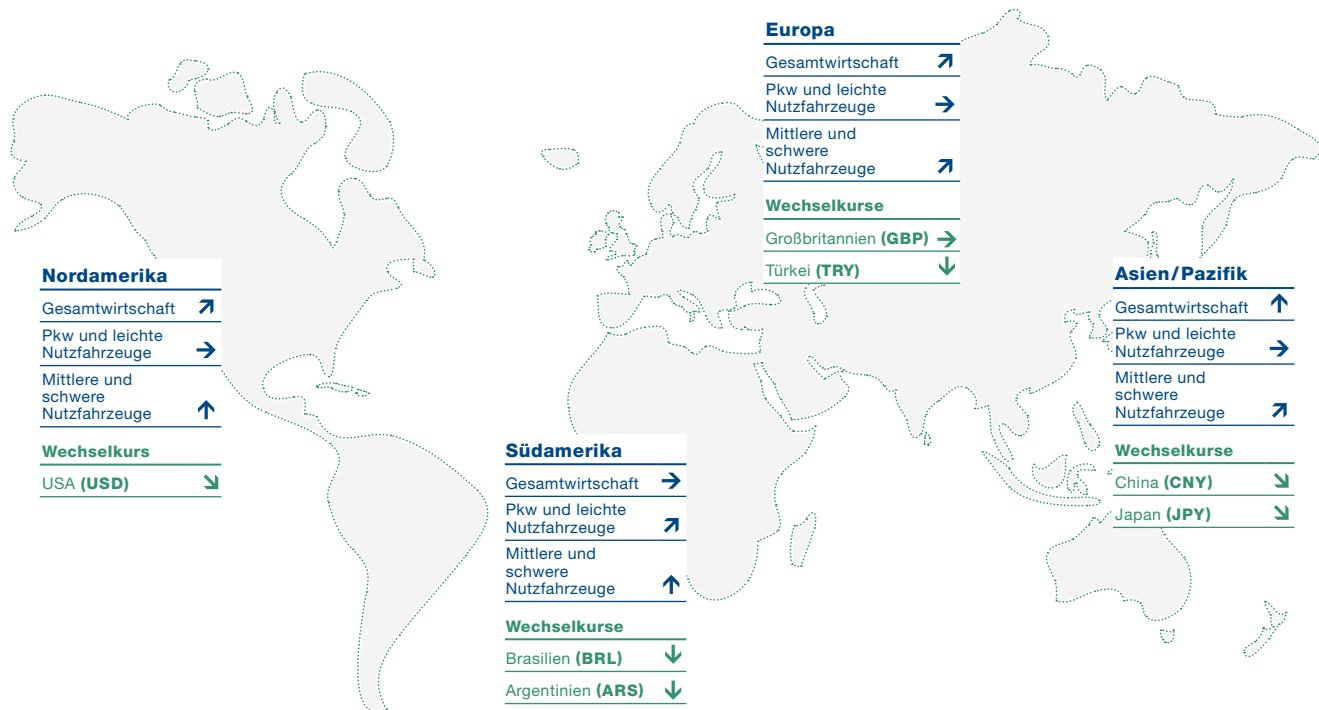 Europa
Gesamtwirtschaft ↗
Pkw und leichte
Nutzfahrzeuge →
Mittlere und
schwere
Nutzfahrzeuge ↗
Wechselkurse
Großbritannien (GBP) →
Türkei (TRY) ↓
Nordamerika
Gesamtwirtschaft ↗
Pkw und leichte
Nutzfahrzeuge →
Mittlere und
schwere
Nutzfahrzeuge ↑
Wechselkurs
USA (USD) ↘
Asien/Pazifik
Gesamtwirtschaft ↑
Pkw und leichte
Nutzfahrzeuge →
Mittlere und
schwere
Nutzfahrzeuge ↗
Wechselkurse
China (CNY) ↘
Japan (JPY) ↘
Südamerika
Gesamtwirtschaft →
Pkw und leichte
Nutzfahrzeuge ↗
Mittlere und
schwere
Nutzfahrzeuge ↑
Wechselkurse
Brasilien (BRL) ↓
Argentinien (ARS) ↓